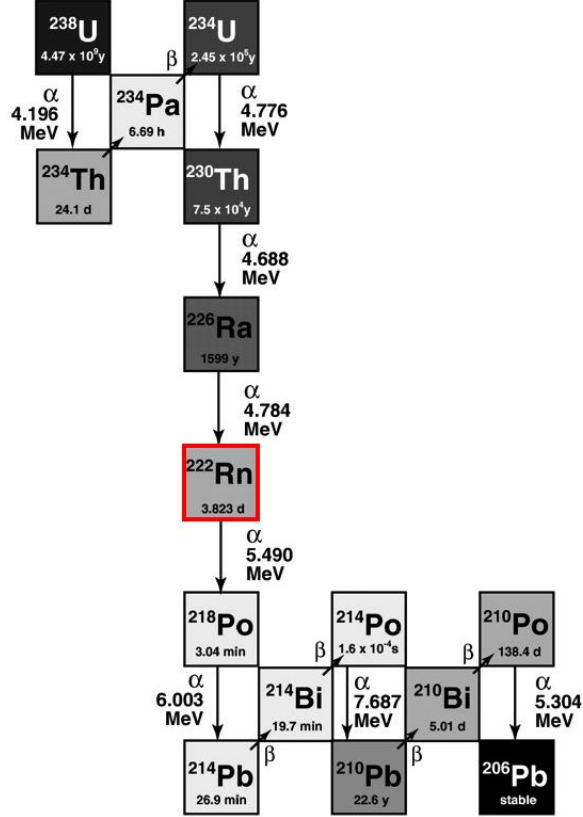 ²³⁸U
4.47 x 10⁹y
²³⁴U
2.45 x 10⁵y
β
α
4.196
MeV
²³⁴Pa
6.69 h
α
4.776
MeV
²³⁴Th
24.1 d
²³⁰Th
7.5 x 10⁴y
α
4.688
MeV
²²⁶Ra
1599 y
α
4.784
MeV
²²²Rn
3.823 d
α
5.490
MeV
²¹⁸Po
3.04 min
²¹⁴Po
1.6 x 10⁻⁴s
²¹⁰Po
138.4 d
β
β
α
6.003
MeV
²¹⁴Bi
19.7 min
α
7.687
MeV
²¹⁰Bi
5.01 d
α
5.304
MeV
β
β
²¹⁴Pb
26.9 min
²¹⁰Pb
22.6 y
²⁰⁶Pb
stable